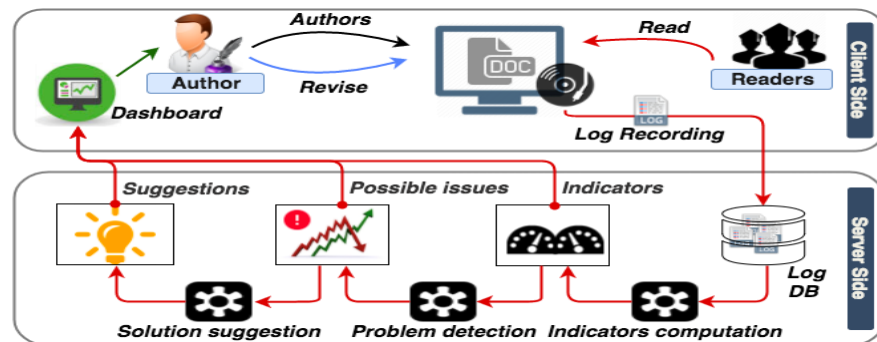 Authors
Revise
Author
Dashboard
DOC
Read
Readers
LOG
Log Recording
Client Side
Suggestions
Possible issues
Indicators
!
LOG
Log
DB
Solution suggestion
Problem detection
Indicators computation
Server Side